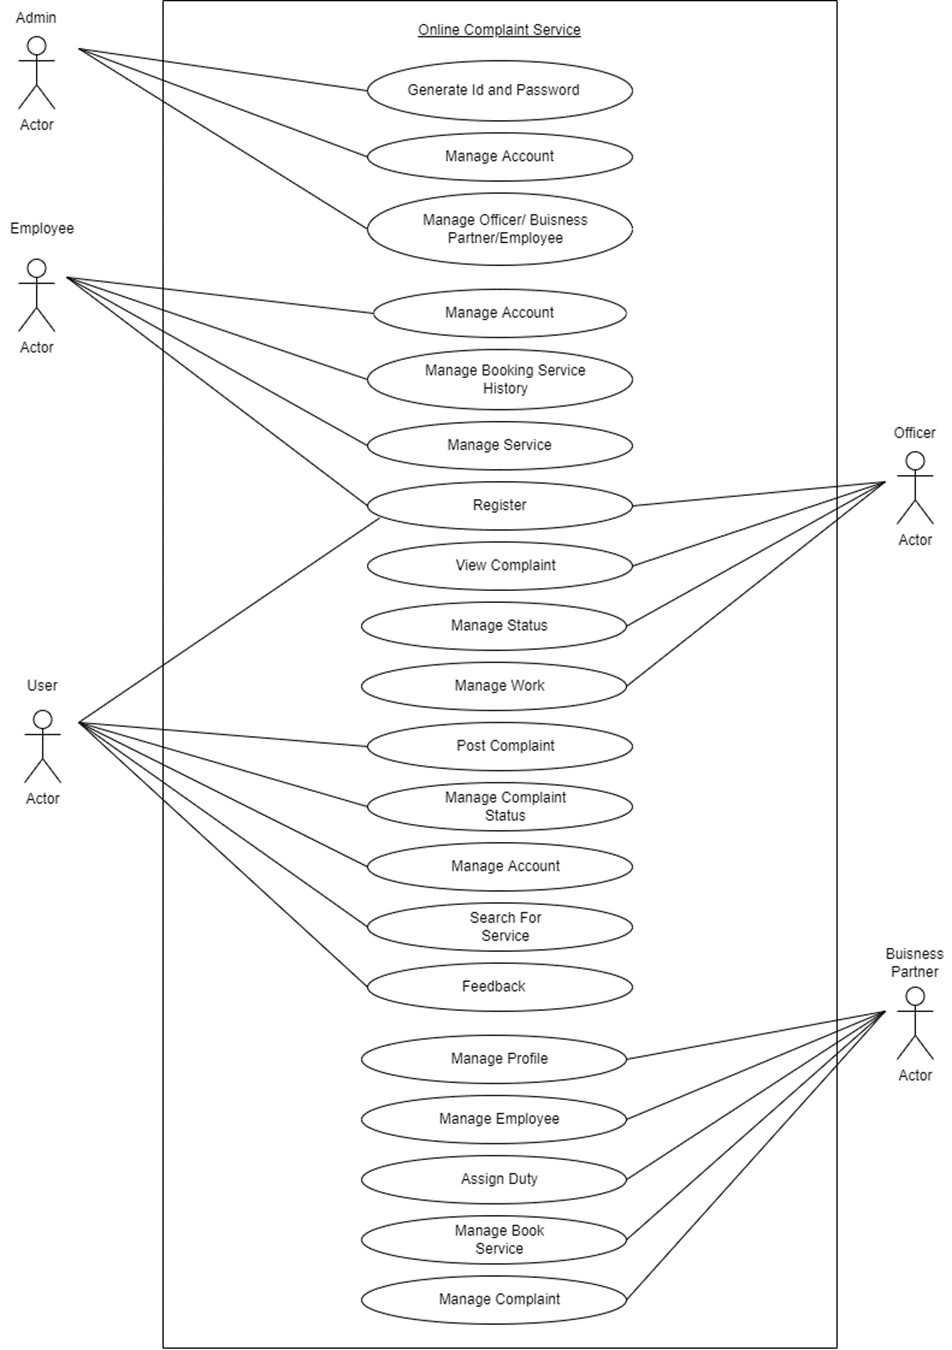 Admin
Actor
Online Complaint Service
Generate Id and Password
Manage Account
Manage Officer/ Buisness
Partner/Employee
Employee
Actor
Manage Account
Manage Booking Service
History
Manage Service
Register
View Complaint
Manage Status
Manage Work
Officer
Actor
User
Actor
Post Complaint
Manage Complaint
Status
Manage Account
Search For
Service
Feedback
Buisness
Partner
Actor
Manage Profile
Manage Employee
Assign Duty
Manage Book
Service
Manage Complaint